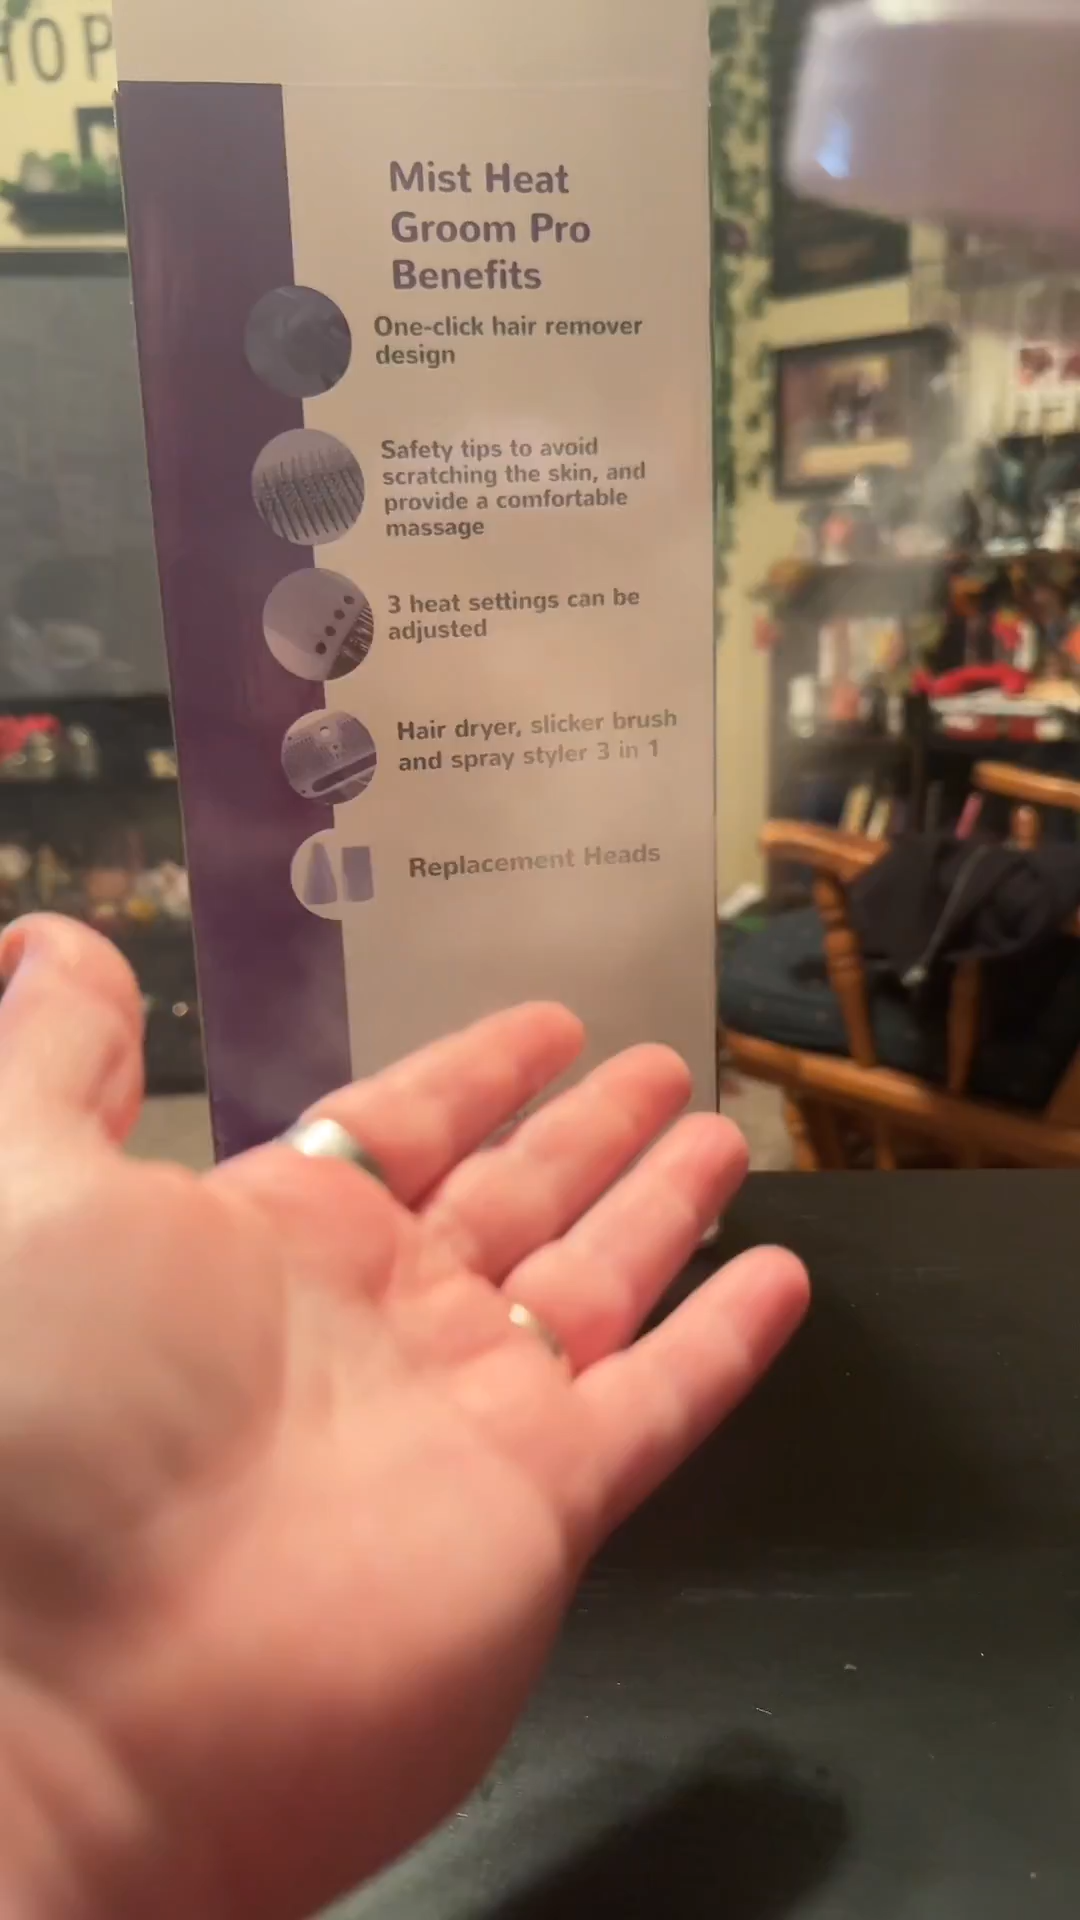 HOP
Mist Heat
Groom Pro
Benefits
One-click hair remover
design
Safety tips to avoid
scratching the skin, and
provide a comfortable
massage
3 heat settings can be
adjusted
Hair dryer, slicker brush
and spray styler 3 in 1
Replacement Heads